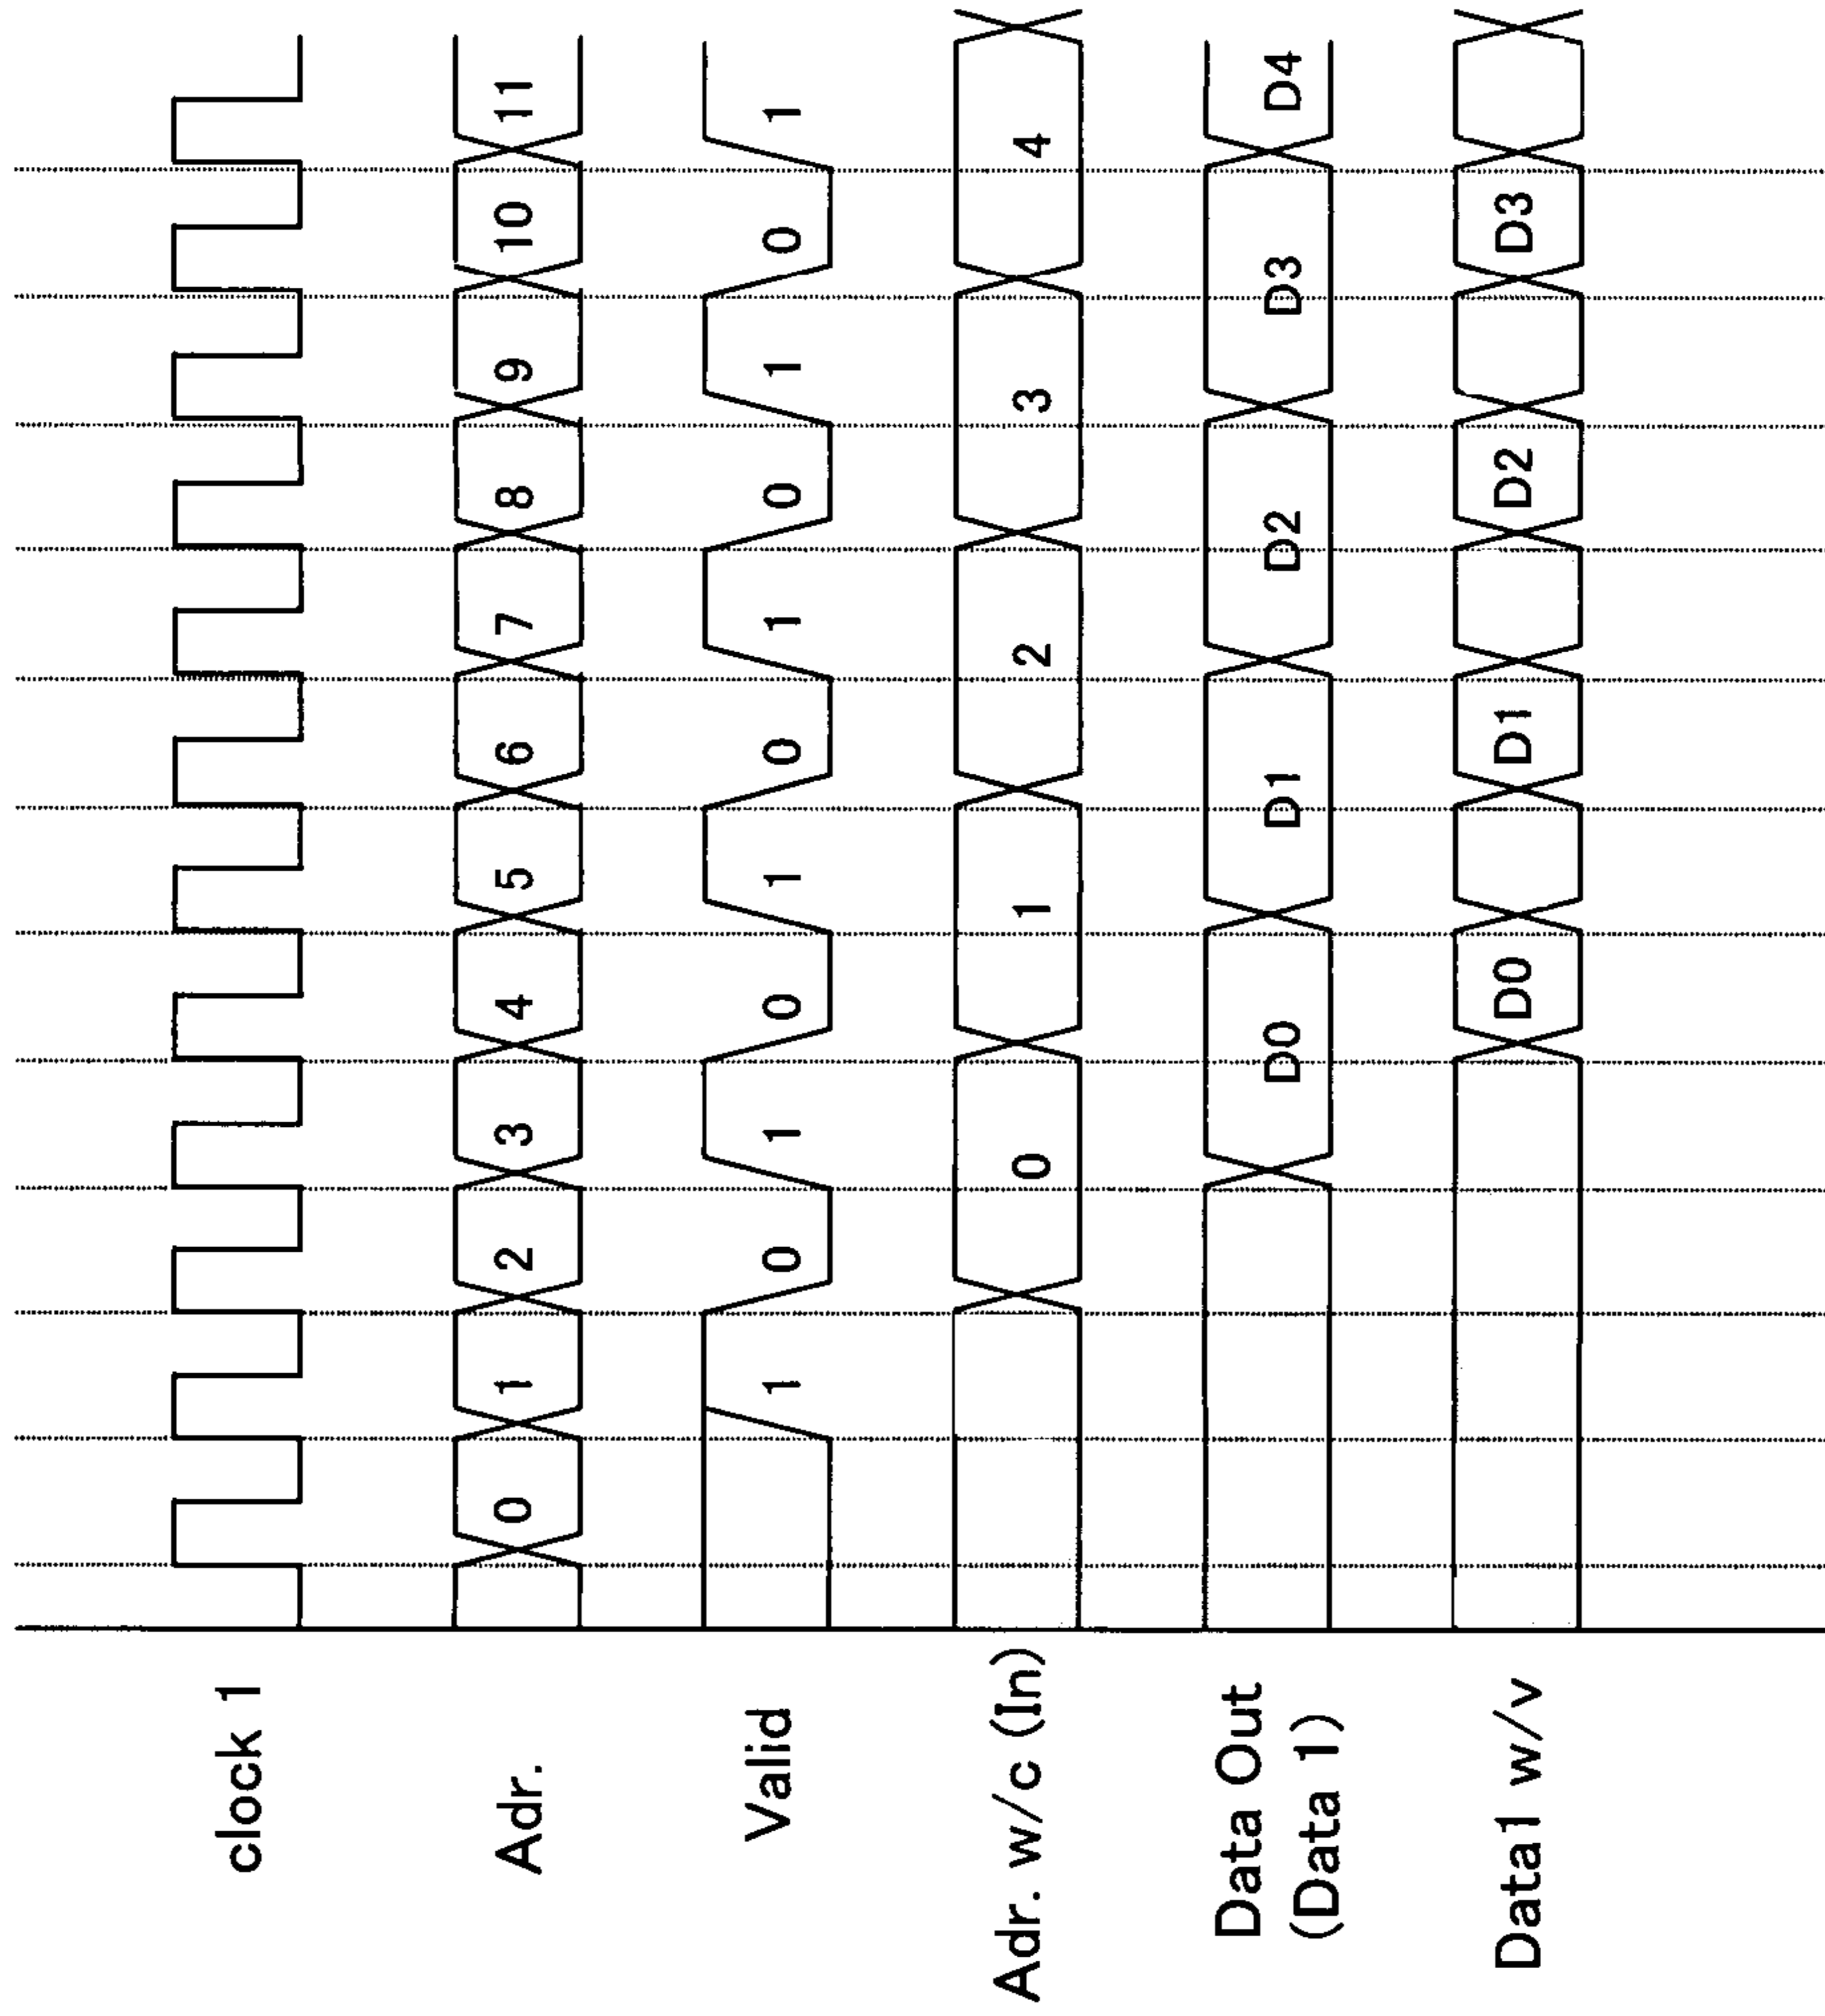 clock 1
Adr.
0 1 2 3 4 5 6 7 8 9 10 11
Valid
1 0 1 0 1 0 1 0 1 0 1
Adr. w/c (In)
0 1 2 3 4
Data Out
(Data 1)
D0 D1 D2 D3 D4
Data1 w/v
D0 D1 D2 D3